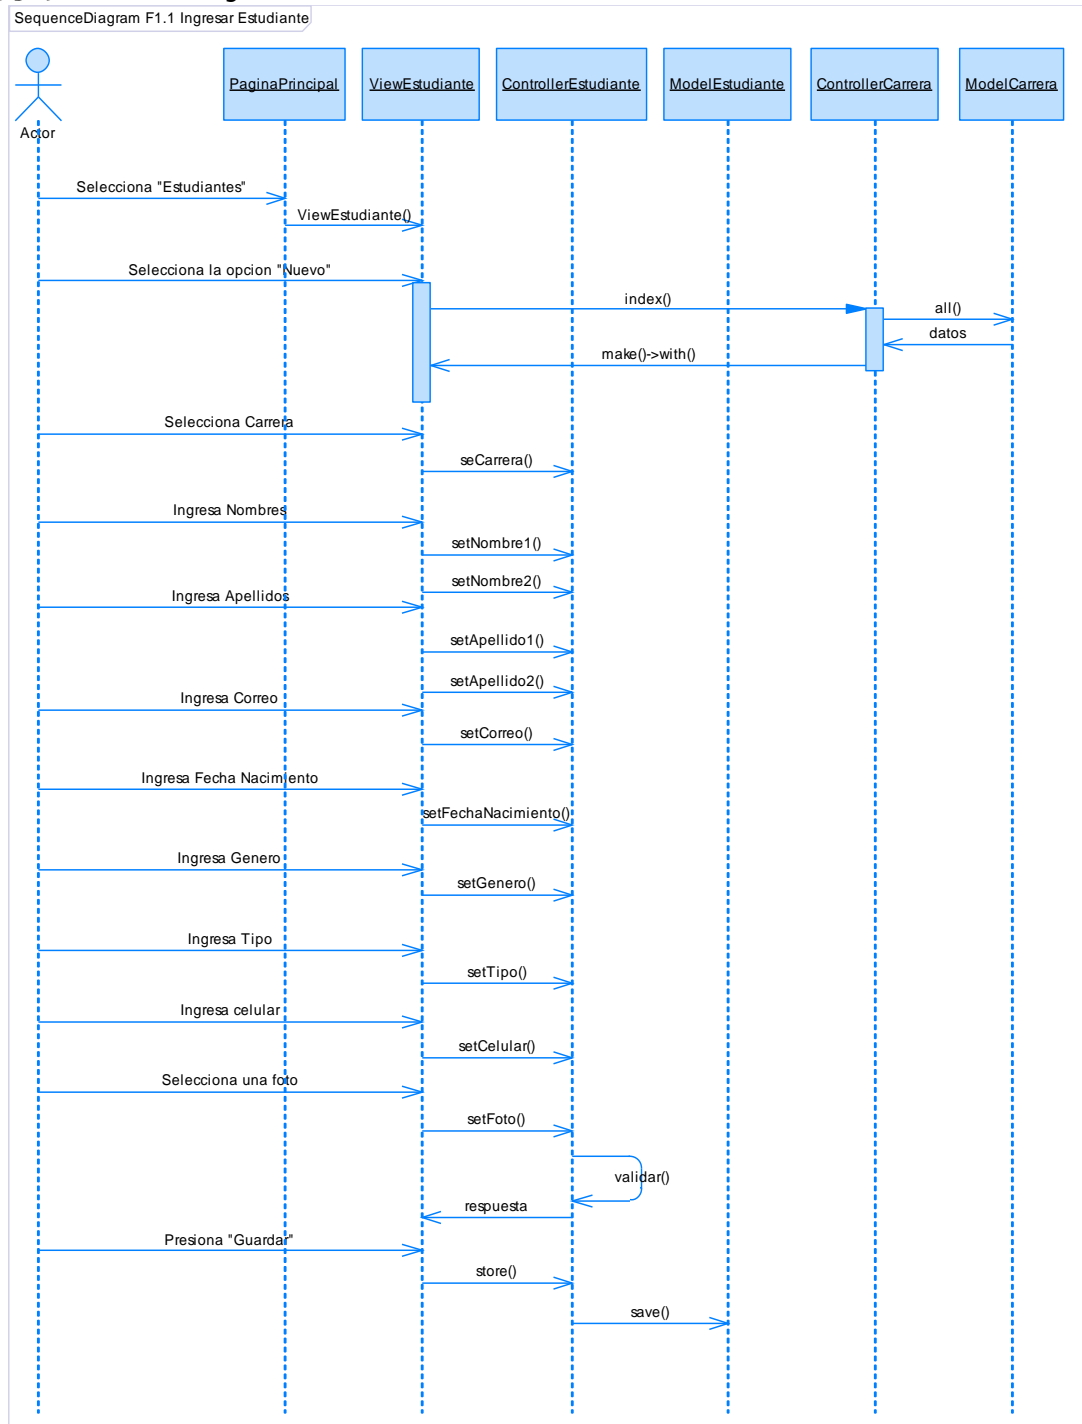 SequenceDiagram F1.1 Ingresar Estudiante
Actor
PaginaPrincipal
ViewEstudiante
ControllerEstudiante
ModelEstudiante
ControllerCarrera
ModelCarrera
Selecciona "Estudiantes"
ViewEstudiante()
Selecciona la opcion "Nuevo"
index()
all()
datos
make()->with()
Selecciona Carrera
seCarrera()
Ingresa Nombres
setNombre1()
setNombre2()
Ingresa Apellidos
setApellido1()
setApellido2()
Ingresa Correo
setCorreo()
Ingresa Fecha Nacimiento
setFechaNacimiento()
Ingresa Genero
setGenero()
Ingresa Tipo
setTipo()
Ingresa celular
setCelular()
Selecciona una foto
setFoto()
validar()
respuesta
Presiona "Guardar"
store()
save()